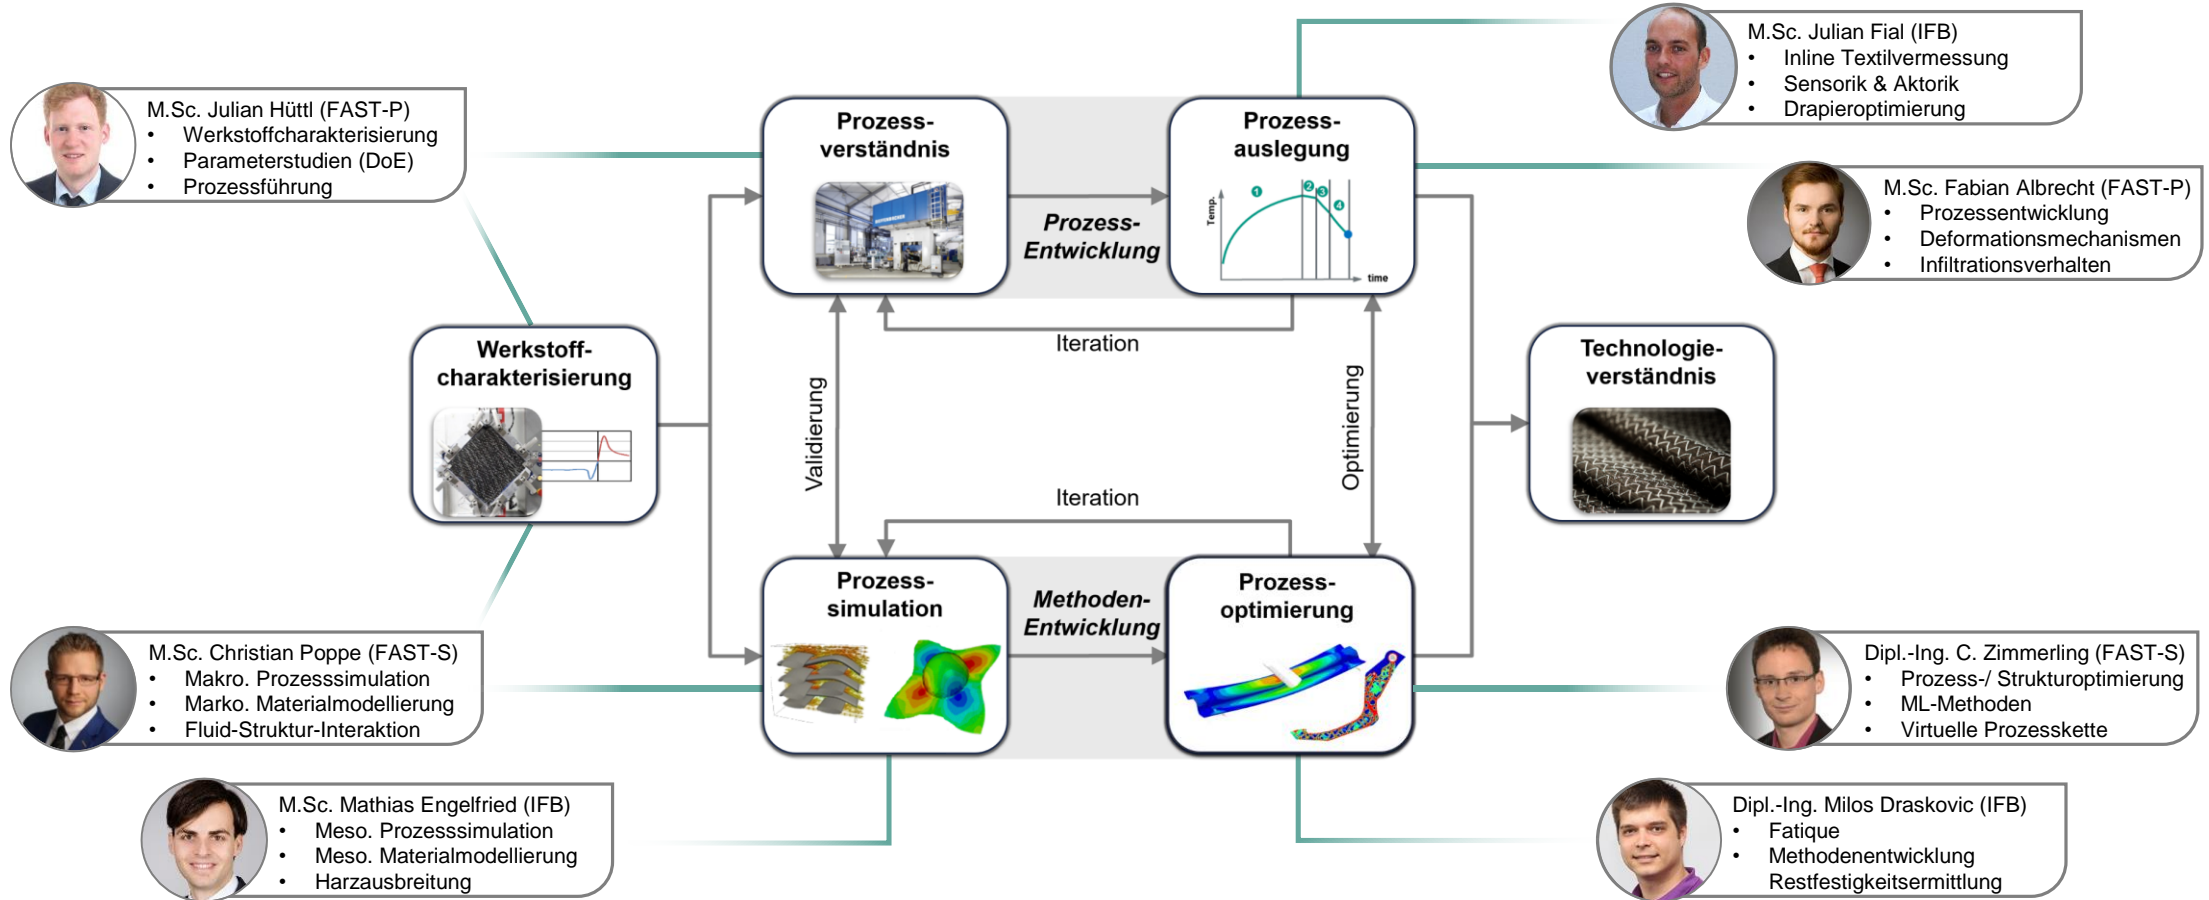 M.Sc. Julian Fial (IFB)
• Inline Textilvermessung
• Sensorik & Aktorik
• Drapieroptimierung
M.Sc. Julian Hüttl (FAST-P)
• Werkstoffcharakterisierung
• Parameterstudien (DoE)
• Prozessführung
Prozess-
verständnis
Prozess-
Entwicklung
Prozess-
auslegung
Temp.
1
2
3
4
time
M.Sc. Fabian Albrecht (FAST-P)
• Prozessentwicklung
• Deformationsmechanismen
• Infiltrationsverhalten
Iteration
Werkstoff-
charakterisierung
Validierung
Optimierung
Technologie-
verständnis
Iteration
Prozess-
simulation
Methoden-
Entwicklung
Prozess-
optimierung
M.Sc. Christian Poppe (FAST-S)
• Makro. Prozesssimulation
• Marko. Materialmodellierung
• Fluid-Struktur-Interaktion
Dipl.-Ing. C. Zimmerling (FAST-S)
• Prozess-/ Strukturoptimierung
• ML-Methoden
• Virtuelle Prozesskette
M.Sc. Mathias Engelfried (IFB)
• Meso. Prozesssimulation
• Meso. Materialmodellierung
• Harzausbreitung
Dipl.-Ing. Milos Draskovic (IFB)
• Fatique
• Methodenentwicklung
Restfestigkeitsermittlung